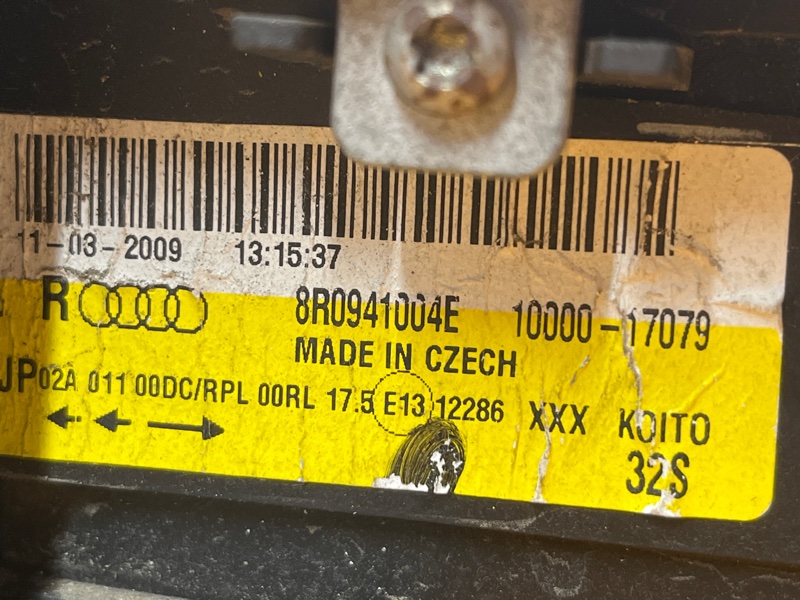 11-03-2009 13:15:37
R 8R0941004E 10000-17079
MADE IN CZECH
JP02A 011 00DC/RPL 00RL 17.5 E13 12286 XXX KOITO
32S